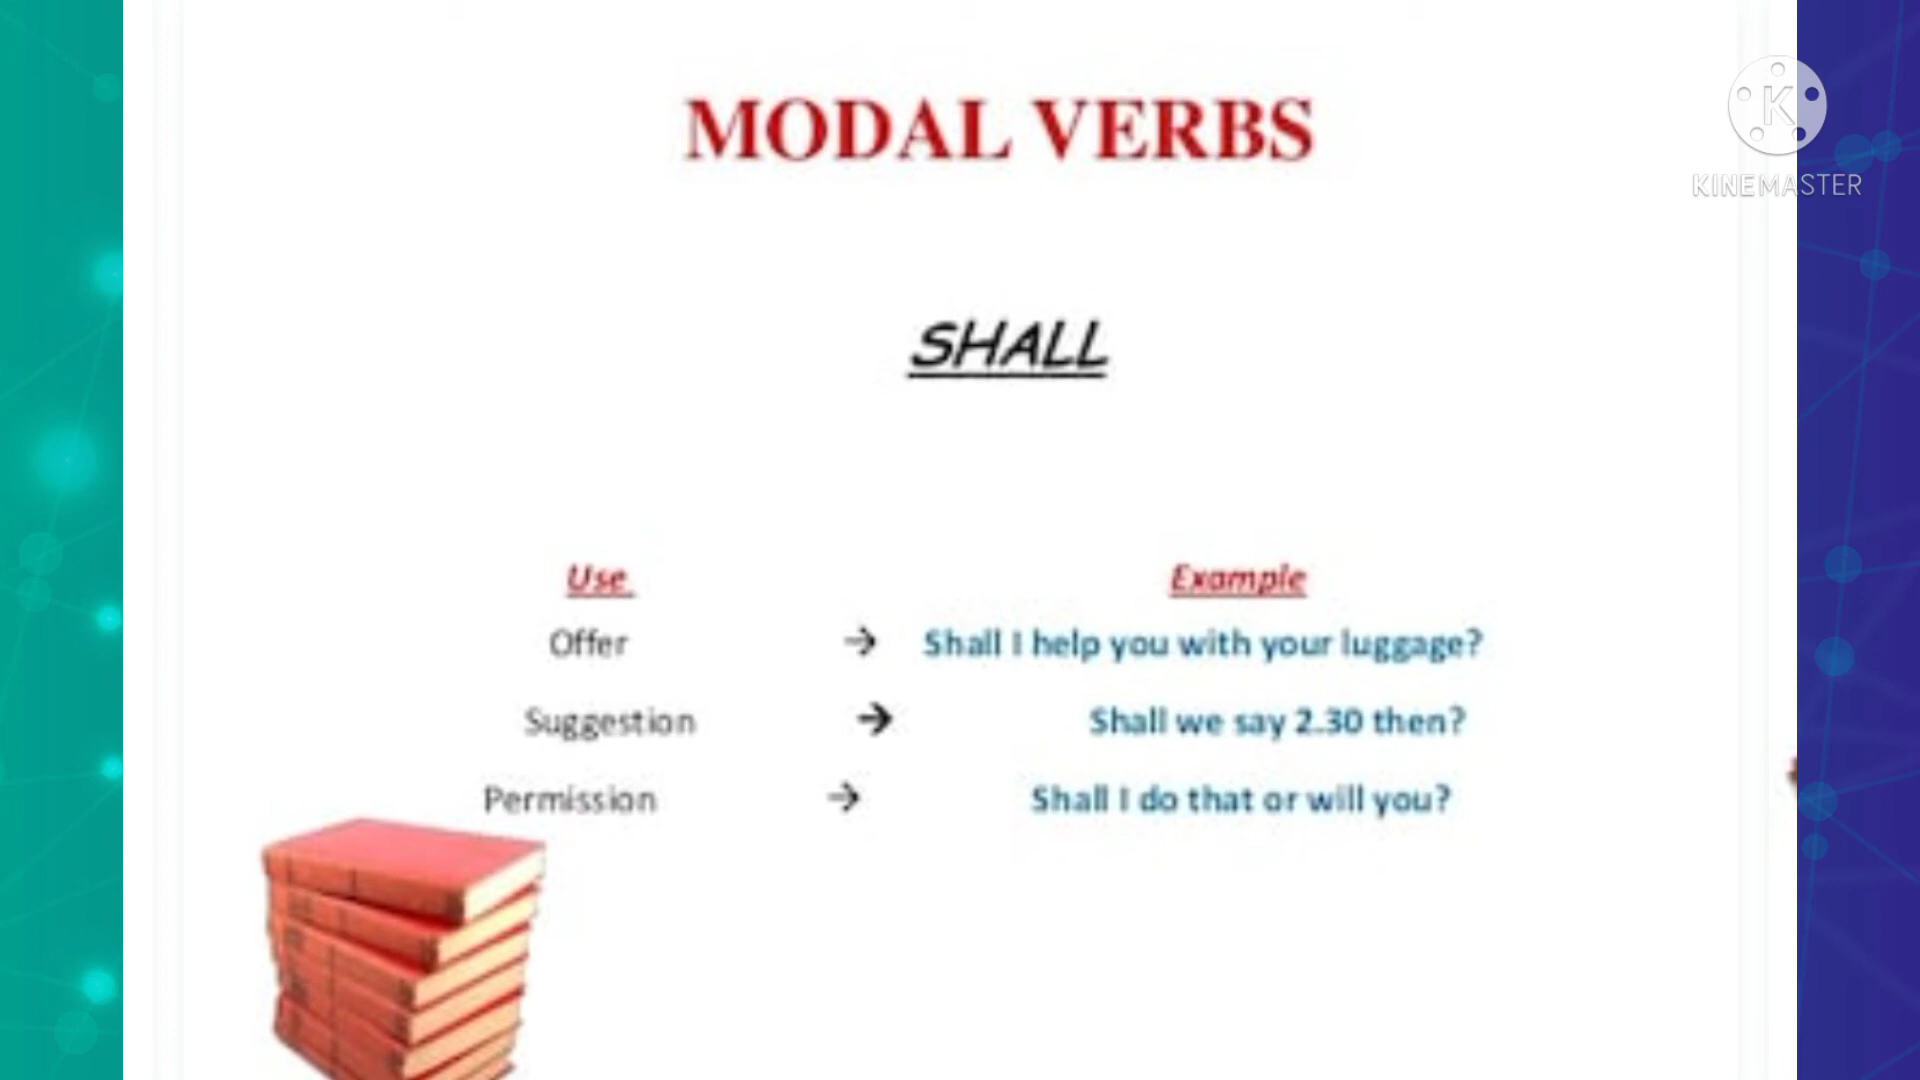 MODAL VERBS
KINEMASTER
SHALL
Use Example
Offer → Shall I help you with your luggage?
Suggestion → Shall we say 2.30 then?
Permission → Shall I do that or will you?